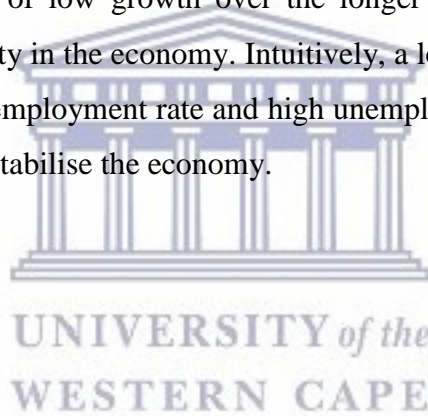 of low growth over the longer
ty in the economy. Intuitively, a lo
employment rate and high unempl
tabilise the economy.
UNIVERSITY of the
WESTERN CAPE